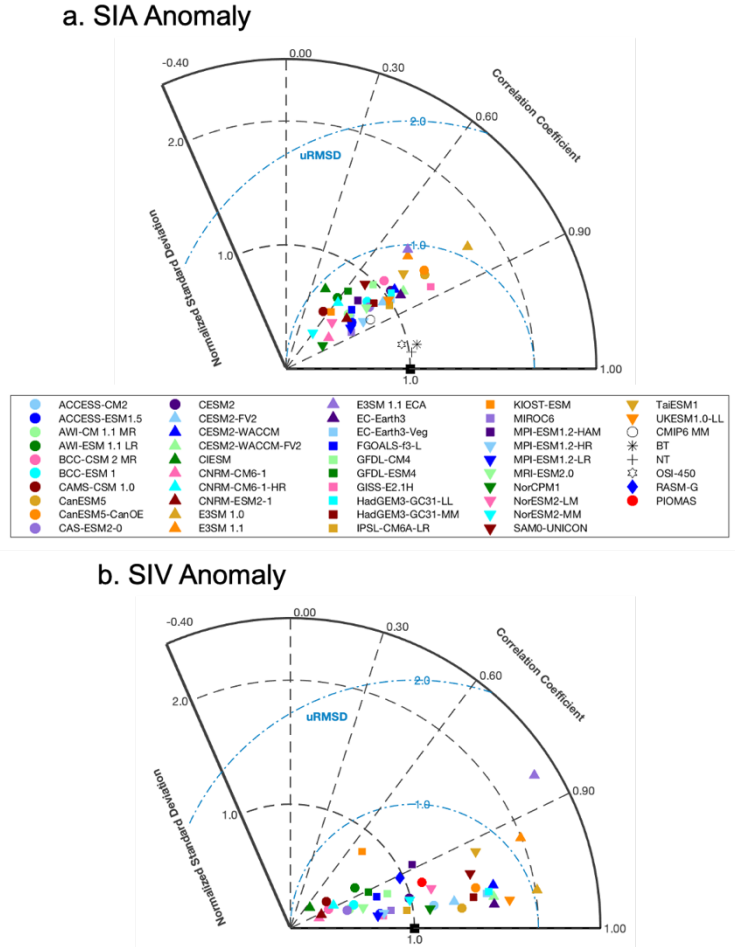 a. SIA Anomaly
-0.40
0.00
0.30
0.60
0.90
1.00
Correlation Coefficient
2.0
2.0
uRMSD
1.0
1.0
1.0
Normalized Standard Deviation
ACCESS-CM2
ACCESS-ESM1.5
AWI-CM 1.1 MR
AWI-ESM 1.1 LR
BCC-CSM 2 MR
BCC-ESM 1
CAMS-CSM 1.0
CanESM5
CanESM5-CanOE
CAS-ESM2-0
CESM2
CESM2-FV2
CESM2-WACCM
CESM2-WACCM-FV2
CIESM
CNRM-CM6-1
CNRM-CM6-1-HR
CNRM-ESM2-1
E3SM 1.0
E3SM 1.1
E3SM 1.1 ECA
EC-Earth3
EC-Earth3-Veg
FGOALS-f3-L
GFDL-CM4
GFDL-ESM4
GISS-E2.1H
HadGEM3-GC31-LL
HadGEM3-GC31-MM
IPSL-CM6A-LR
KIOST-ESM
MIROC6
MPI-ESM1.2-HAM
MPI-ESM1.2-HR
MPI-ESM1.2-LR
MRI-ESM2.0
NorCPM1
NorESM2-LM
NorESM2-MM
SAM0-UNICON
TaiESM1
UKESM1.0-LL
CMIP6 MM
BT
NT
OSI-450
RASM-G
PIOMAS
b. SIV Anomaly
-0.40
0.00
0.30
0.60
0.90
1.00
Correlation Coefficient
2.0
2.0
uRMSD
1.0
1.0
1.0
Normalized Standard Deviation